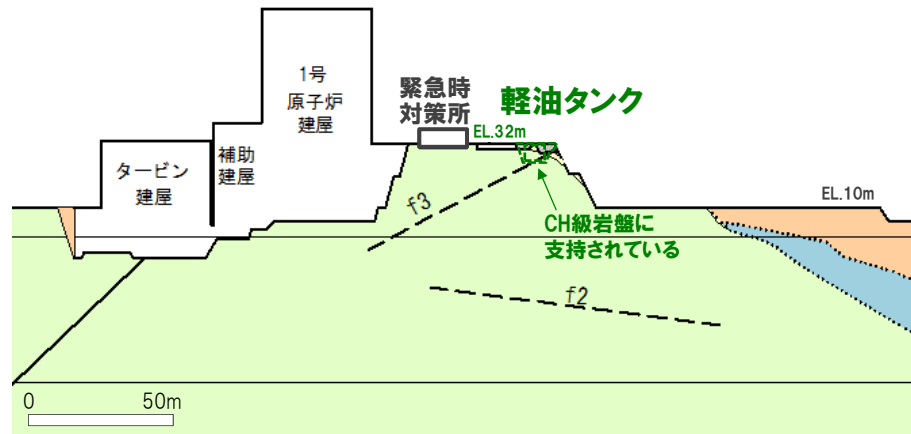 1号
原子炉
建屋
緊急時
対策所
軽油タンク
EL.32m
タービン
建屋
補助
建屋
EL.10m
f3
CH級岩盤に
支持されている
f2
0 50m